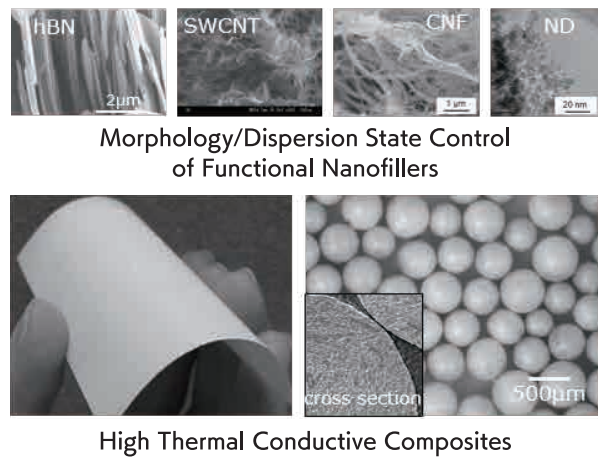 hBN
2µm
SWCNT
CNF
1 µm
ND
20 nm
Morphology/Dispersion State Control
of Functional Nanofillers
cross section
500µm
High Thermal Conductive Composites